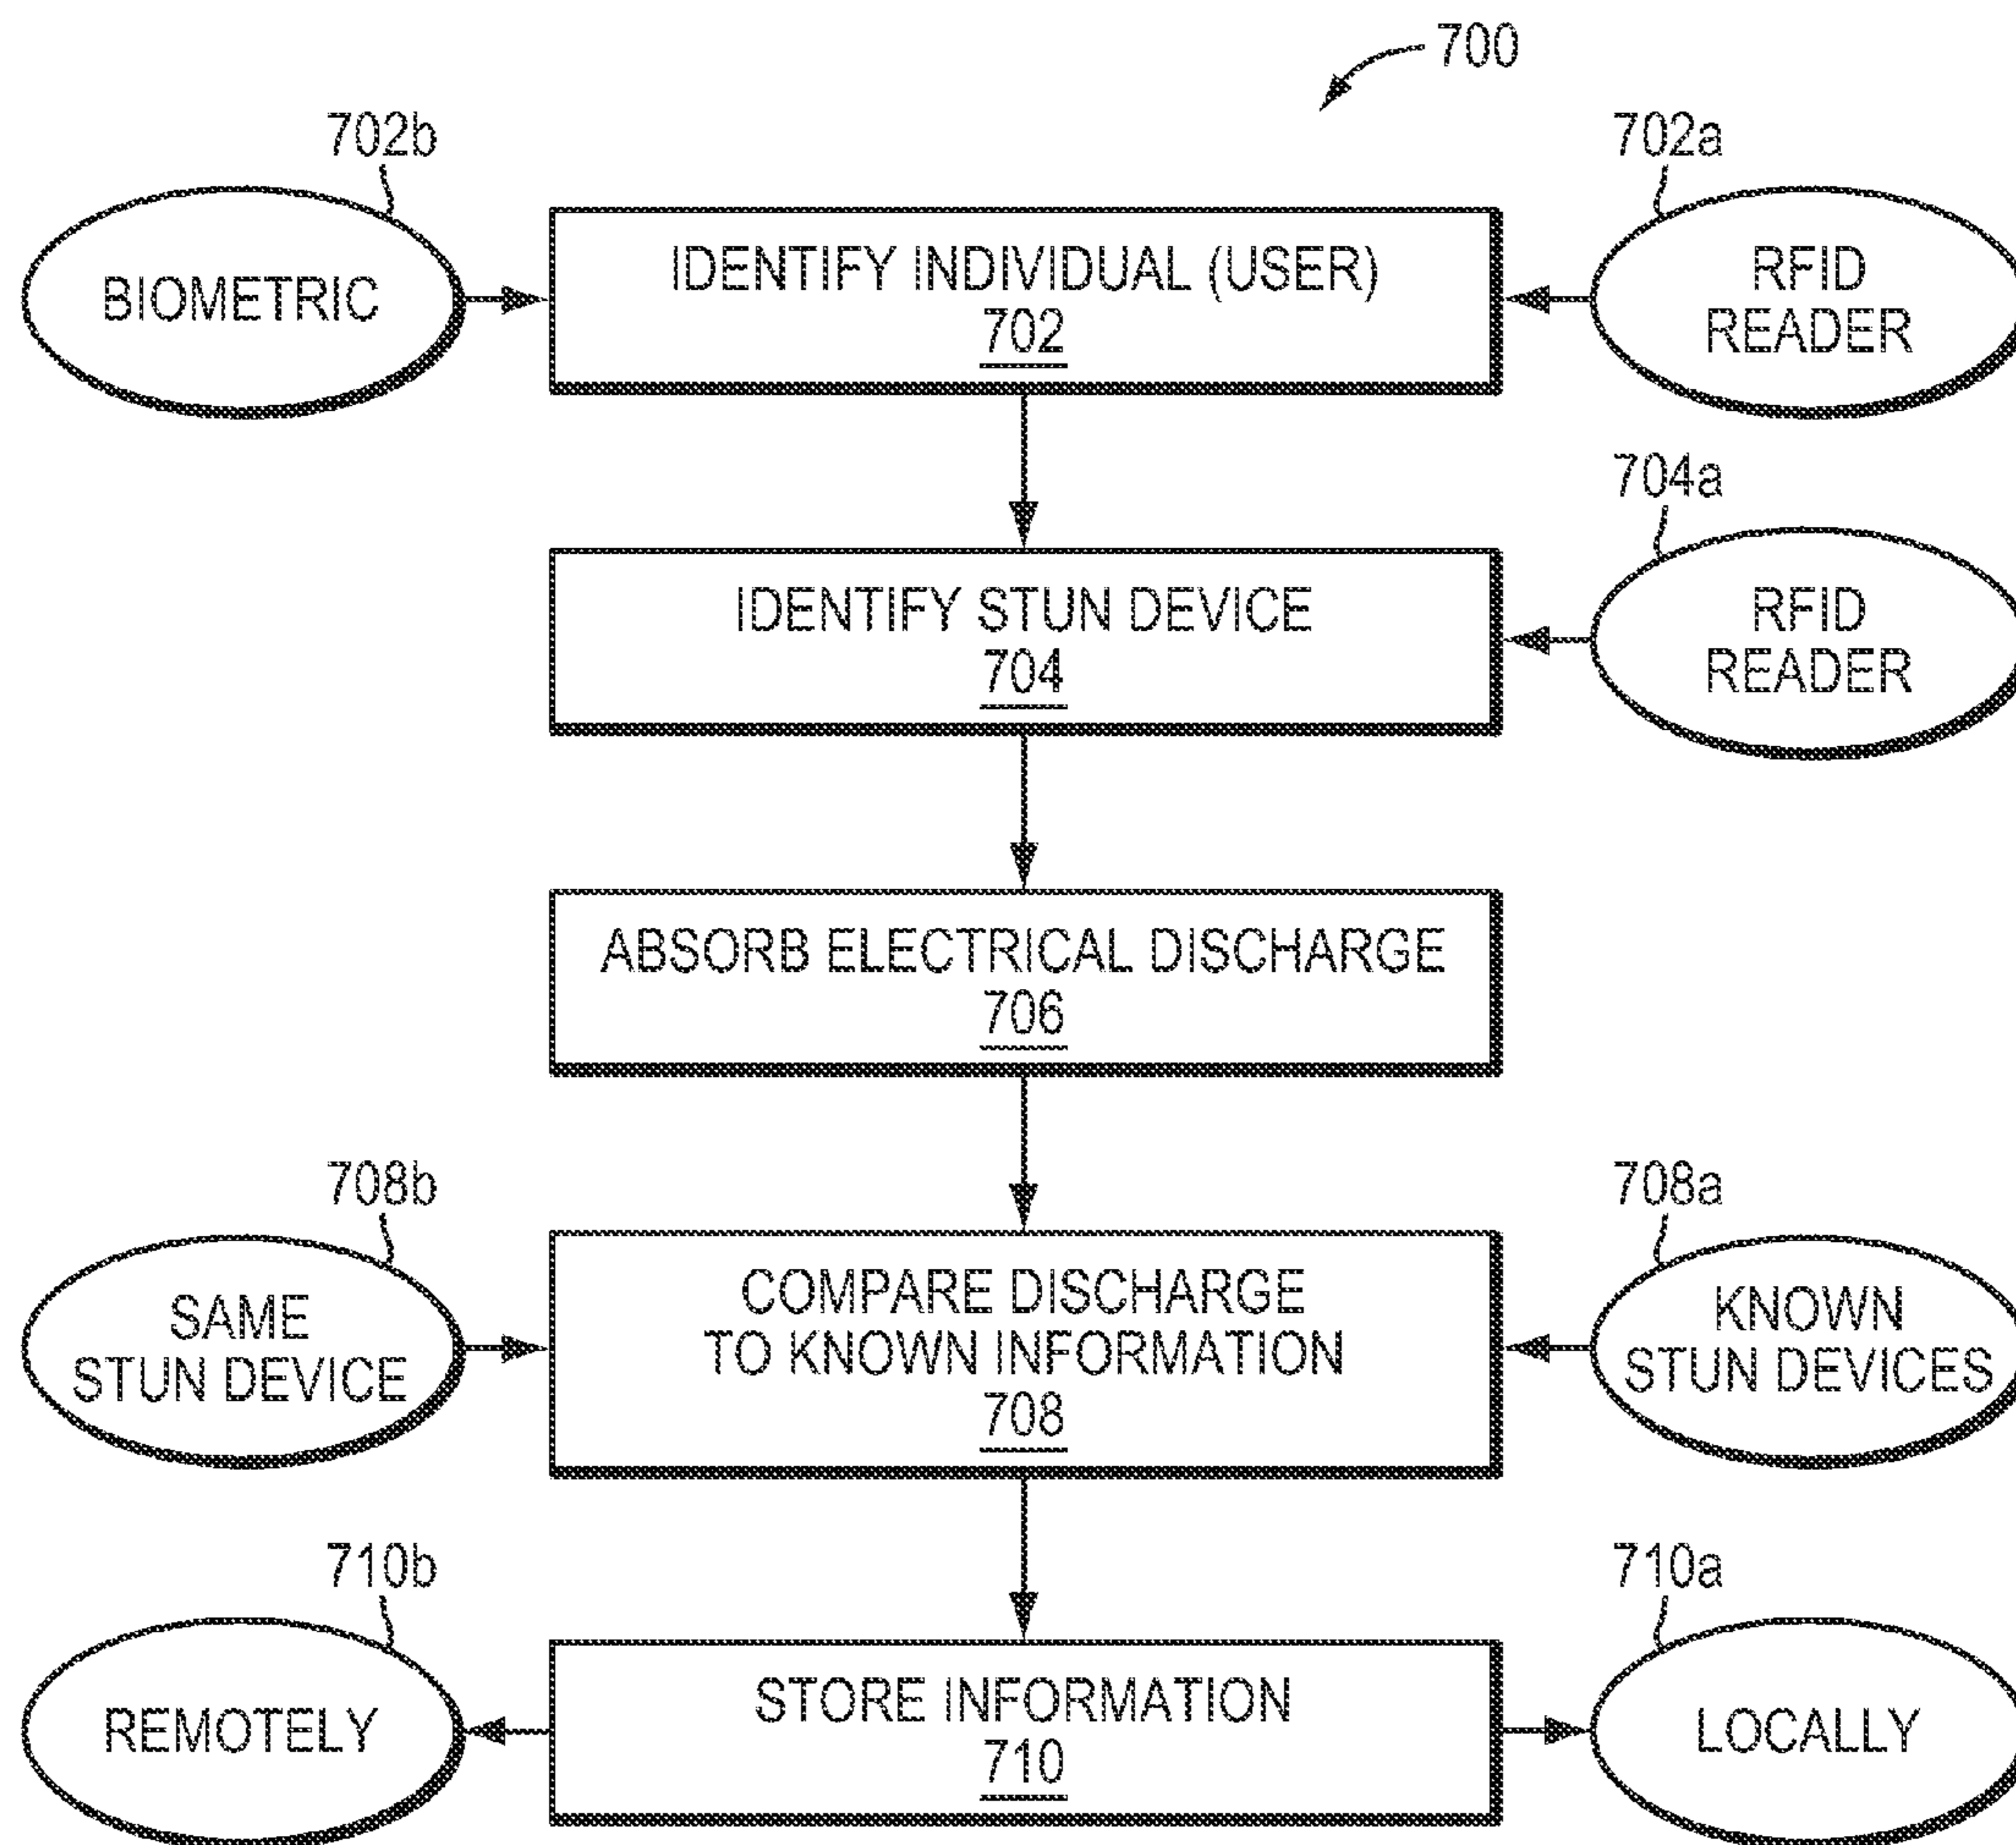 700
702b
702a
BIOMETRIC
IDENTIFY INDIVIDUAL (USER)
702
RFID
READER
704a
IDENTIFY STUN DEVICE
704
RFID
READER
ABSORB ELECTRICAL DISCHARGE
706
708b
708a
SAME
STUN DEVICE
COMPARE DISCHARGE
TO KNOWN INFORMATION
708
KNOWN
STUN DEVICES
710b
710a
REMOTELY
STORE INFORMATION
710
LOCALLY